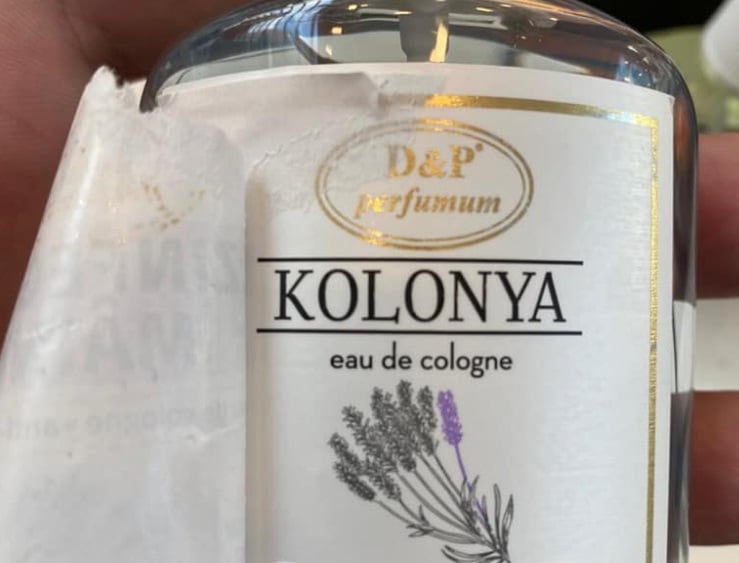 D&P
perfumum
KOLONYA
eau de cologne